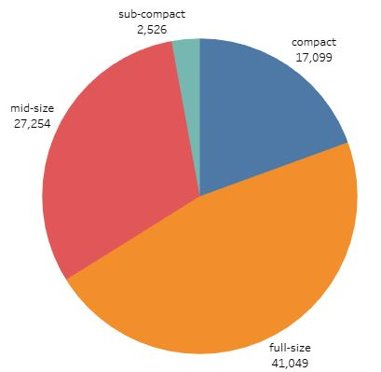 sub-compact
2,526
compact
17,099
mid-size
27,254
full-size
41,049